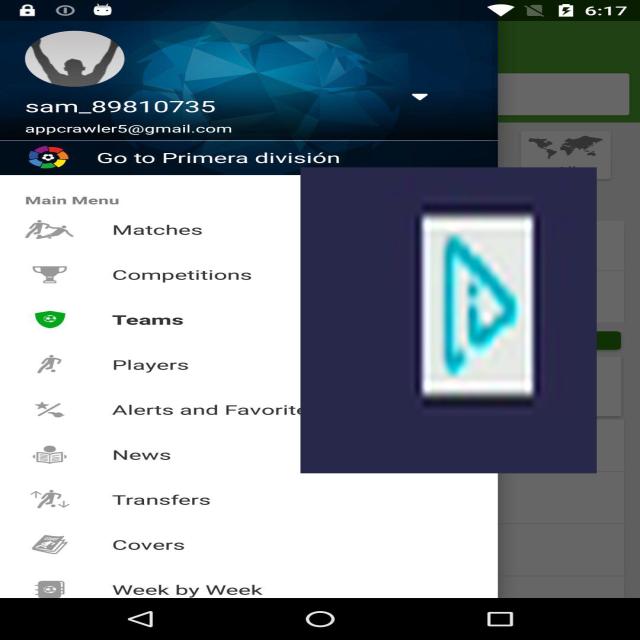 6:17
sam_89810735
appcrawler5@gmail.com
Go to Primera división
Main Menu
Matches
Competitions
Teams
Players
Alerts and Favorite
News
Transfers
Covers
Week by Week